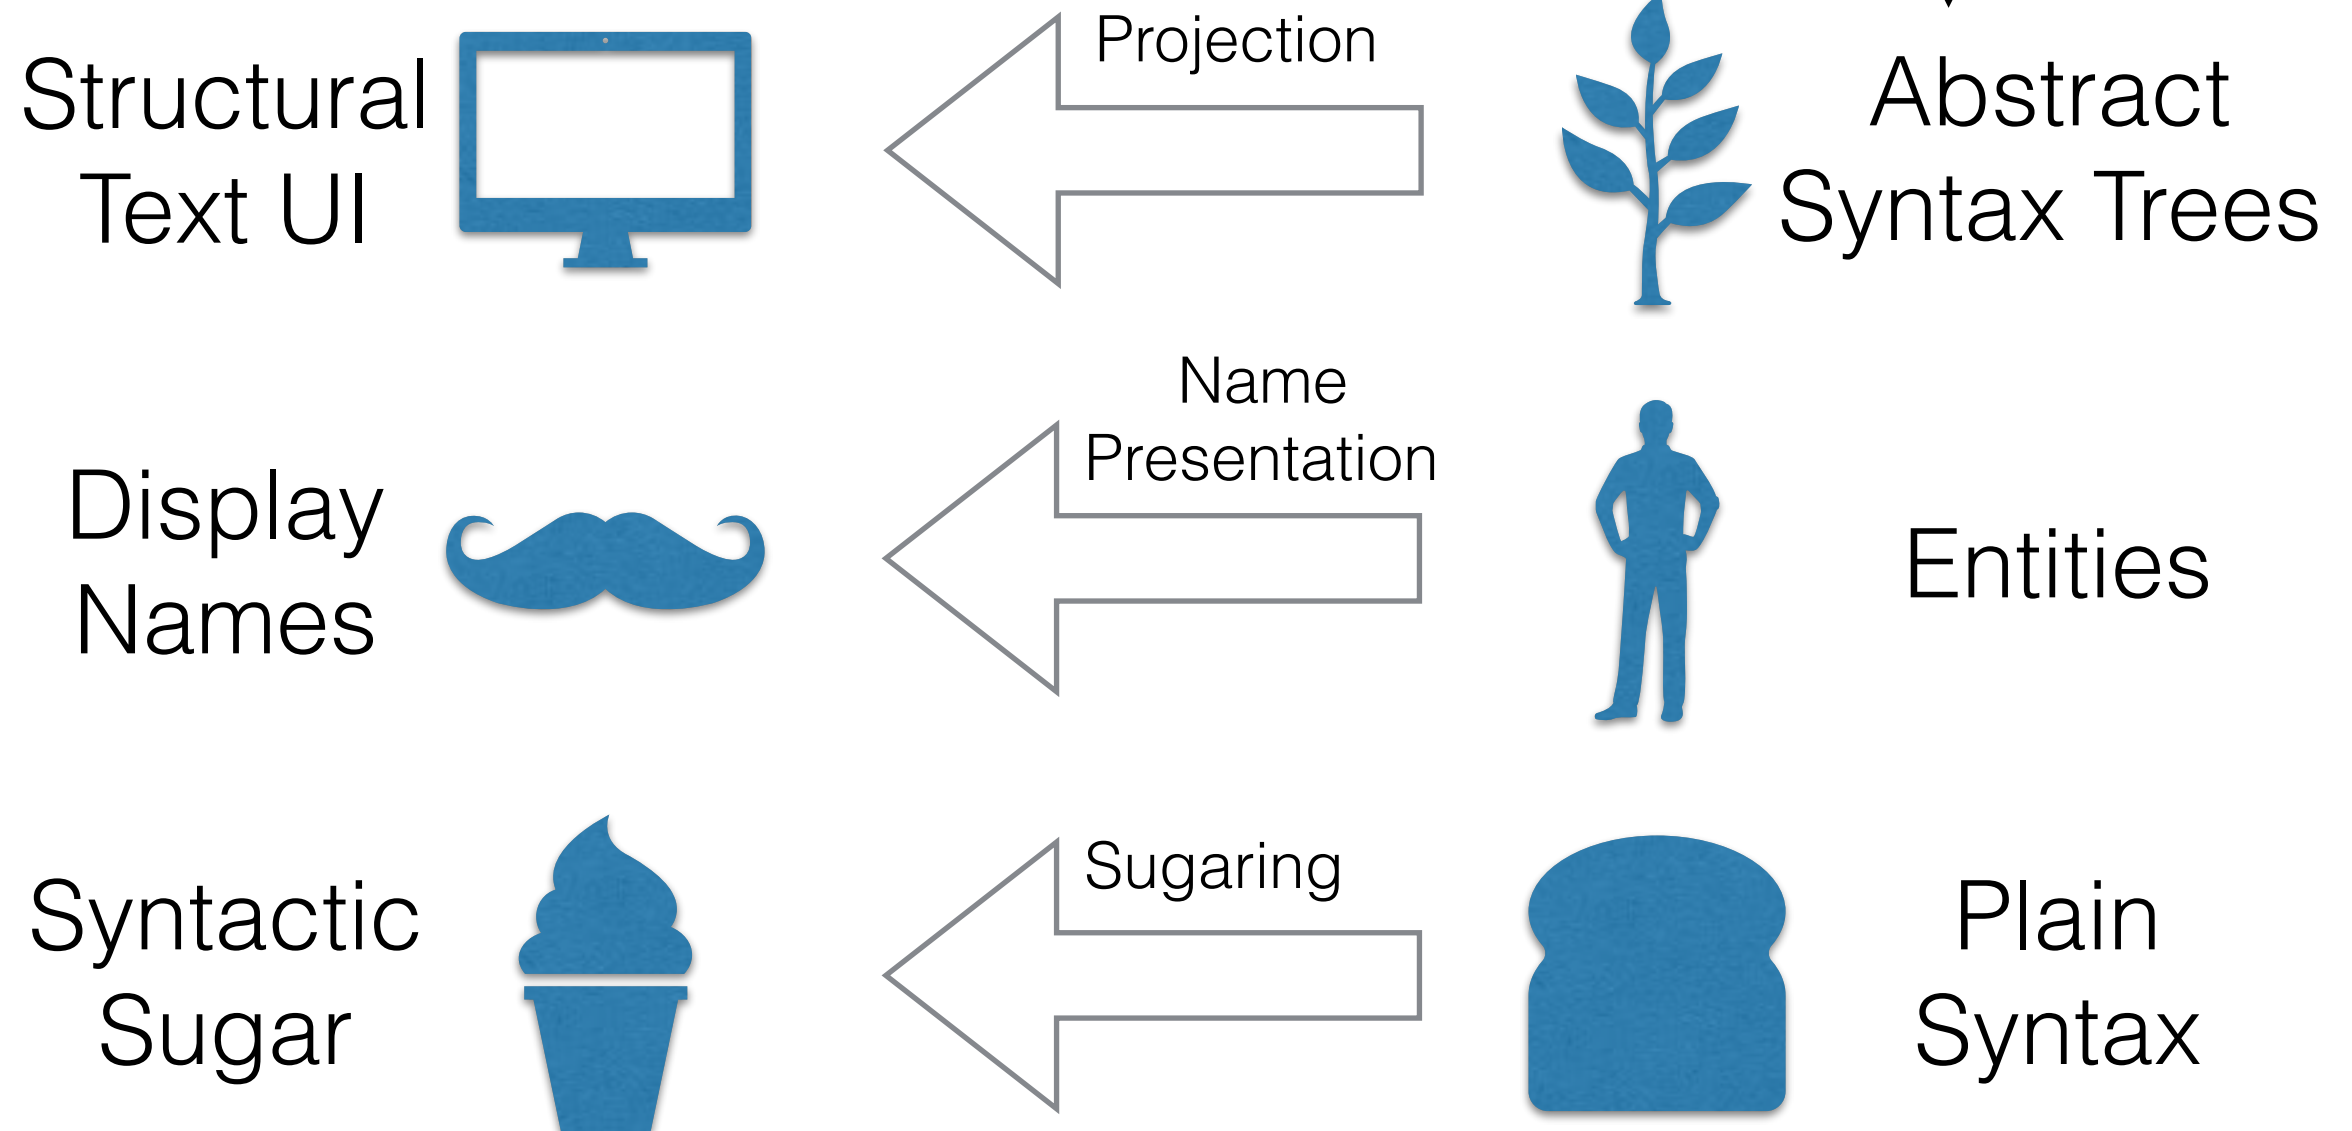 Structural
Text UI
Projection
Abstract
Syntax Trees
Display
Names
Name
Presentation
Entities
Syntactic
Sugar
Sugaring
Plain
Syntax